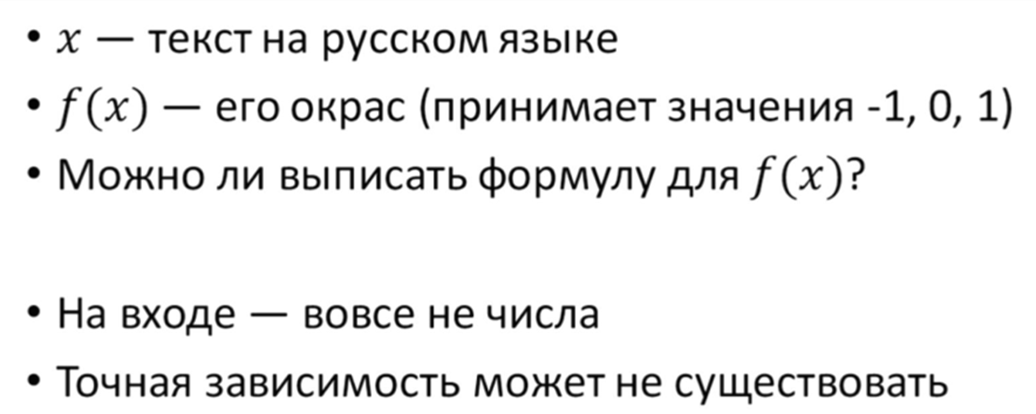 • x — текст на русском языке
• f(x) — его окрас (принимает значения -1, 0, 1)
• Можно ли выписать формулу для f(x)?
• На входе — вовсе не числа
• Точная зависимость может не существовать